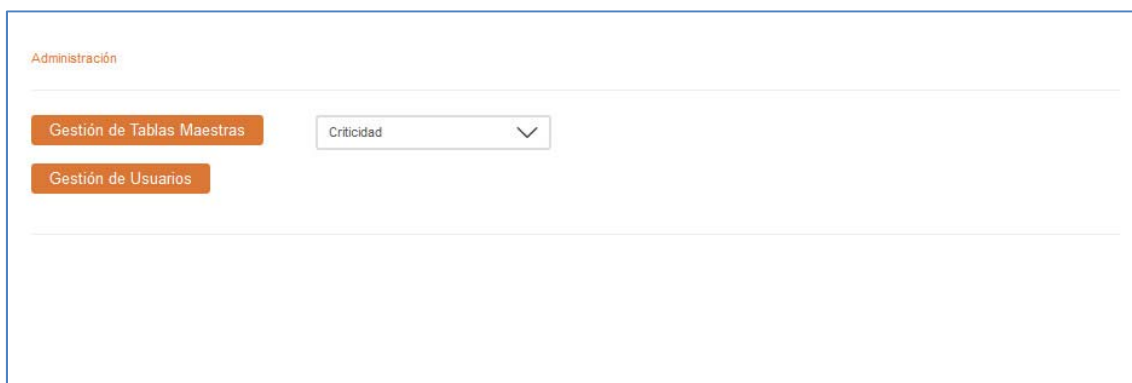 Administración
Gestión de Tablas Maestras
Criticidad
Gestión de Usuarios